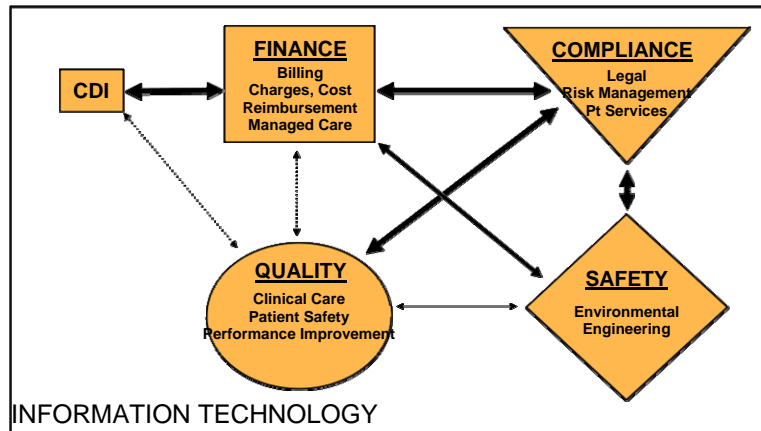 CDI
FINANCE
Billing
Charges, Cost
Reimbursement
Managed Care
COMPLIANCE
Legal
Risk Management
Pt Services
QUALITY
Clinical Care
Patient Safety
Performance Improvement
SAFETY
Environmental
Engineering
INFORMATION TECHNOLOGY